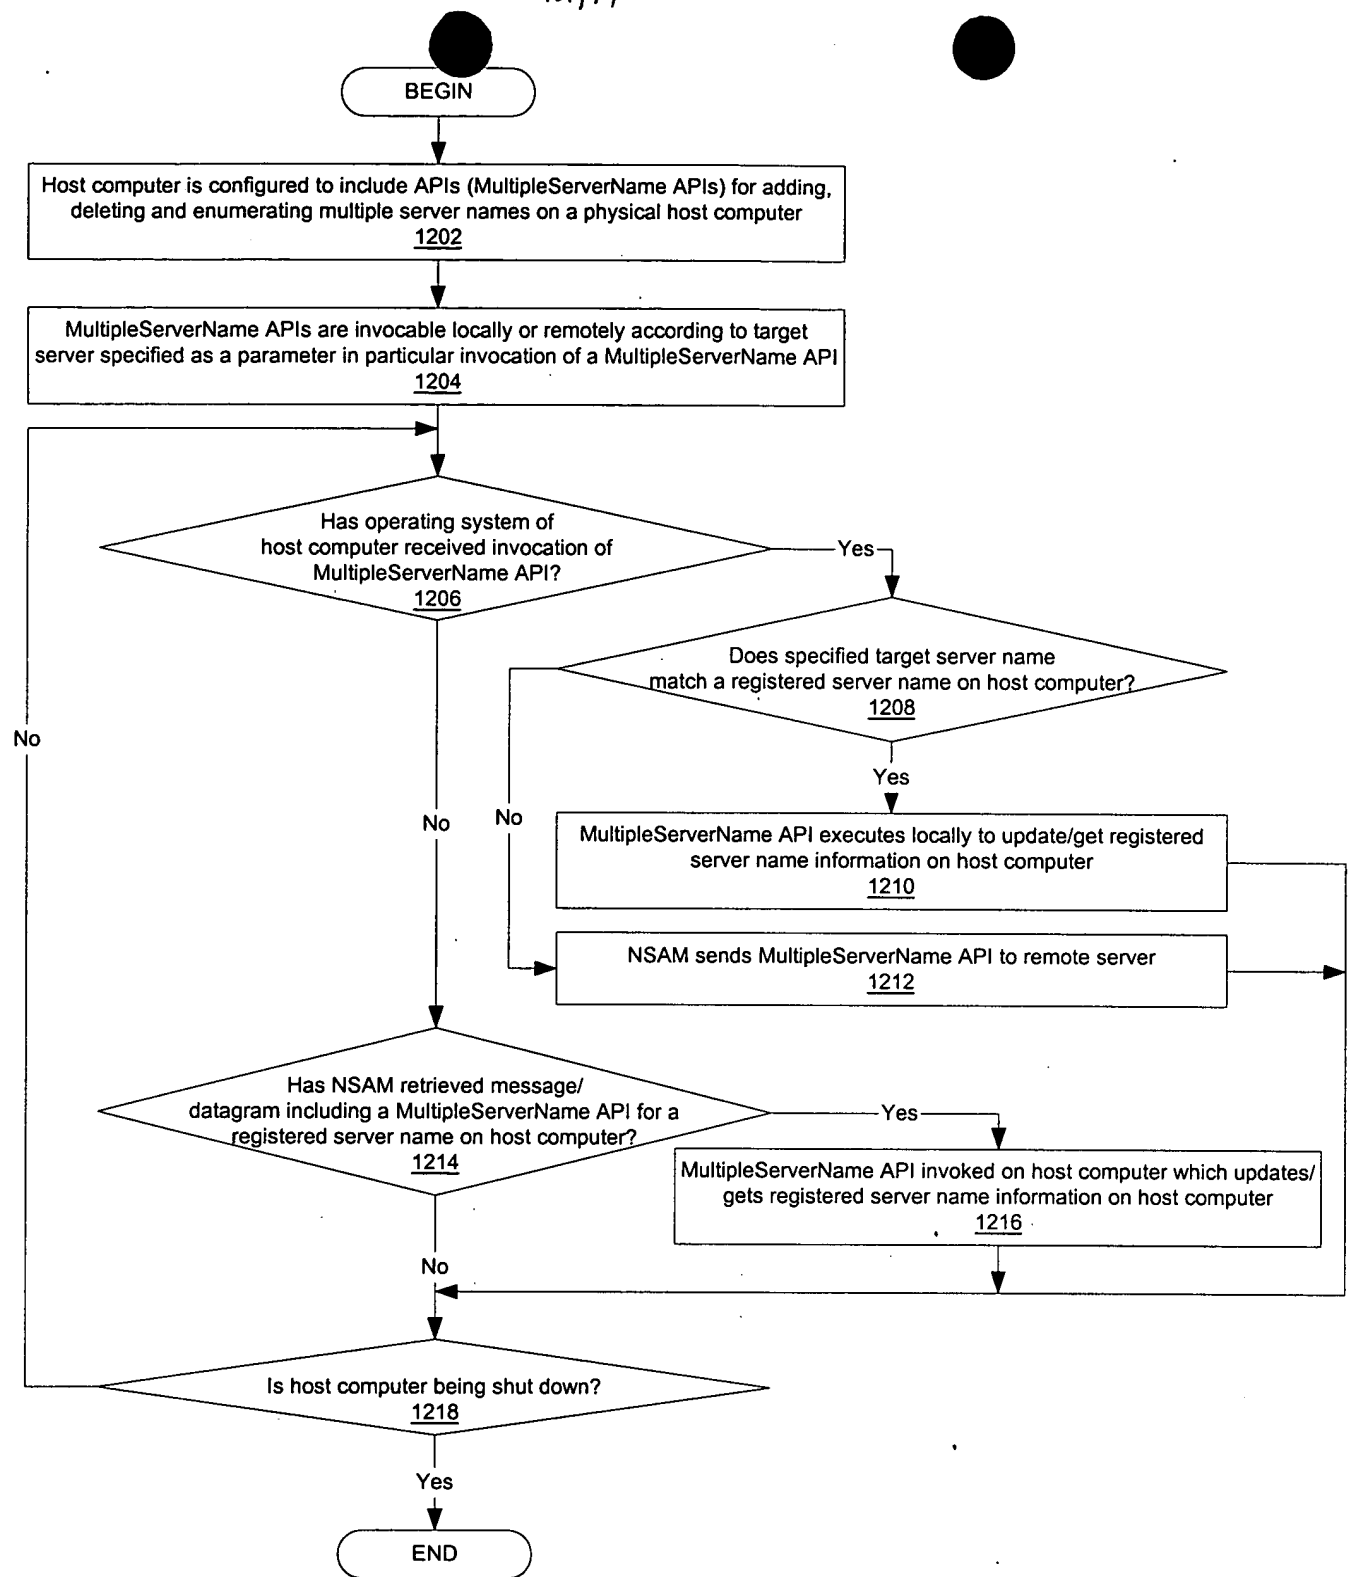 BEGIN
Host computer is configured to include APIs (MultipleServerName APIs) for adding,
deleting and enumerating multiple server names on a physical host computer
1202
MultipleServerName APIs are invocable locally or remotely according to target
server specified as a parameter in particular invocation of a MultipleServerName API
1204
Has operating system of
host computer received invocation of
MultipleServerName API?
1206
Yes
Does specified target server name
match a registered server name on host computer?
1208
No
Yes
No
No
MultipleServerName API executes locally to update/get registered
server name information on host computer
1210
NSAM sends MultipleServerName API to remote server
1212
Has NSAM retrieved message/
datagram including a MultipleServerName API for a
registered server name on host computer?
1214
Yes
MultipleServerName API invoked on host computer which updates/
gets registered server name information on host computer
1216
No
Is host computer being shut down?
1218
Yes
END